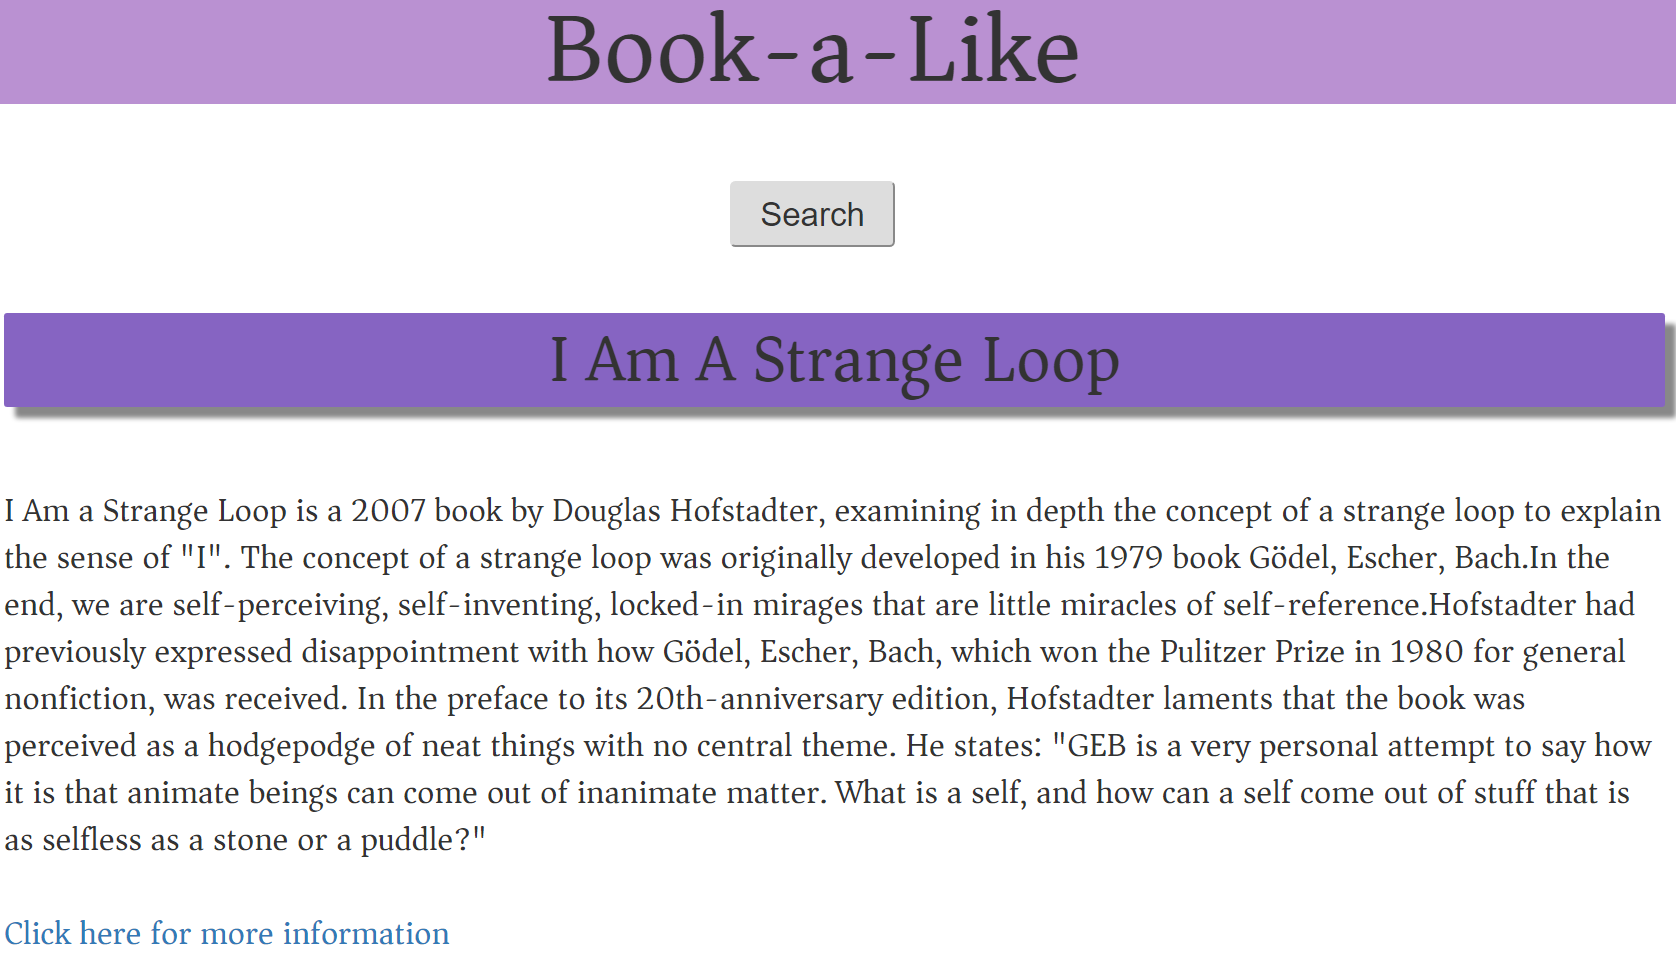 Book-a-Like
Search
I Am A Strange Loop
I Am a Strange Loop is a 2007 book by Douglas Hofstadter, examining in depth the concept of a strange loop to explain
the sense of "I". The concept of a strange loop was originally developed in his 1979 book Gödel, Escher, Bach.In the
end, we are self-perceiving, self-inventing, locked-in mirages that are little miracles of self-reference.Hofstadter had
previously expressed disappointment with how Gödel, Escher, Bach, which won the Pulitzer Prize in 1980 for general
nonfiction, was received. In the preface to its 20th-anniversary edition, Hofstadter laments that the book was
perceived as a hodgepodge of neat things with no central theme. He states: "GEB is a very personal attempt to say how
it is that animate beings can come out of inanimate matter. What is a self, and how can a self come out of stuff that is
as selfless as a stone or a puddle?"
Click here for more information